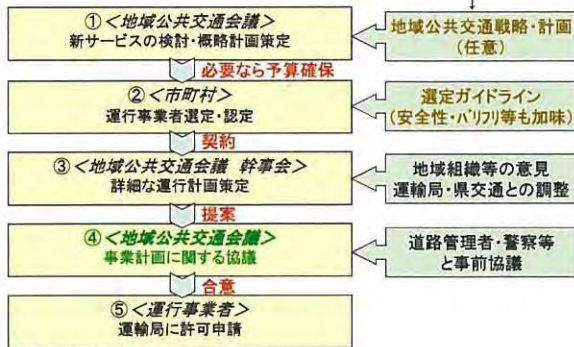 ①<地域公共交通会議>
新サービスの検討・概略計画策定
地域公共交通戦略・計画
(任意)
必要なら予算確保
②<市町村>
運行事業者選定・認定
選定ガイドライン
(安全性・バリフリ等も加味)
契約
③<地域公共交通会議 幹事会>
詳細な運行計画策定
地域組織等の意見
運輸局・県交通との調整
提案
④<地域公共交通会議>
事業計画に関する協議
道路管理者・警察等
と事前協議
合意
⑤<運行事業者>
運輸局に許可申請